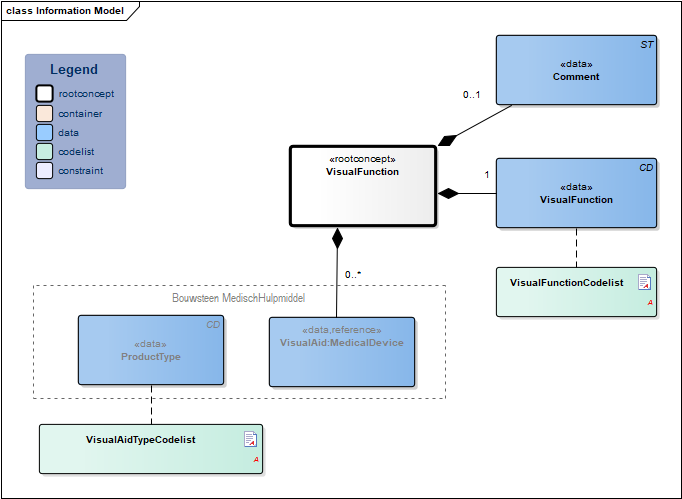 class Information Model
Legend
rootconcept
container
data
codelist
constraint
ST
«data»
Comment
0..1
«rootconcept»
VisualFunction
1
CD
«data»
VisualFunction
0..*
VisualFunctionCodelist
A
A
Bouwsteen MedischHulpmiddel
CD
«data»
ProductType
«data,reference»
VisualAid:MedicalDevice
VisualAidTypeCodelist
A
A